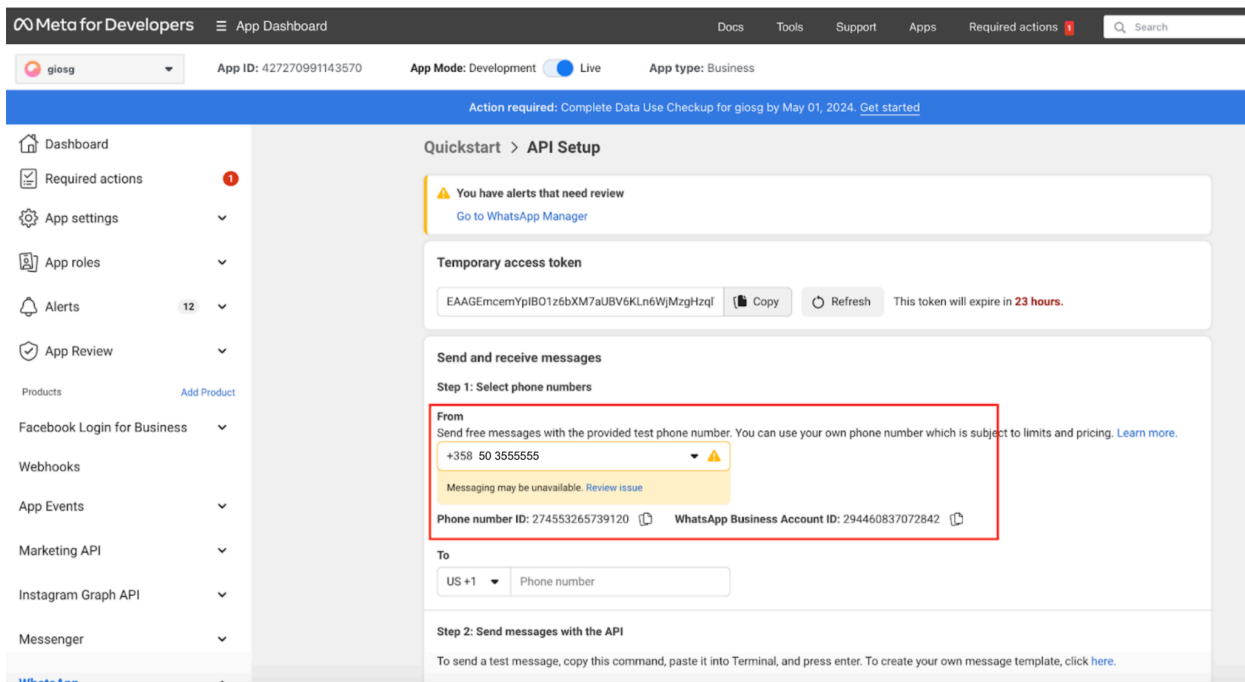 Meta for Developers App Dashboard Docs Tools Support Apps Required actions 1 Search
giosg App ID: 427270991143570 App Mode: Development Live App type: Business
Action required: Complete Data Use Checkup for giosg by May 01, 2024. Get started
Dashboard
Required actions 1
App settings
App roles
Alerts 12
App Review
Products Add Product
Facebook Login for Business
Webhooks
App Events
Marketing API
Instagram Graph API
Messenger
WhatsApp
Quickstart > API Setup
You have alerts that need review
Go to WhatsApp Manager
Temporary access token
EAAGEmcemYpIBO1z6bXM7aUBV6KLn6WjMzgHzql Copy Refresh This token will expire in 23 hours.
Send and receive messages
Step 1: Select phone numbers
From
Send free messages with the provided test phone number. You can use your own phone number which is subject to limits and pricing. Learn more.
+358 50 3555555
Messaging may be unavailable. Review issue
Phone number ID: 274553265739120 WhatsApp Business Account ID: 294460837072842
To
US +1 Phone number
Step 2: Send messages with the API
To send a test message, copy this command, paste it into Terminal, and press enter. To create your own message template, click here.